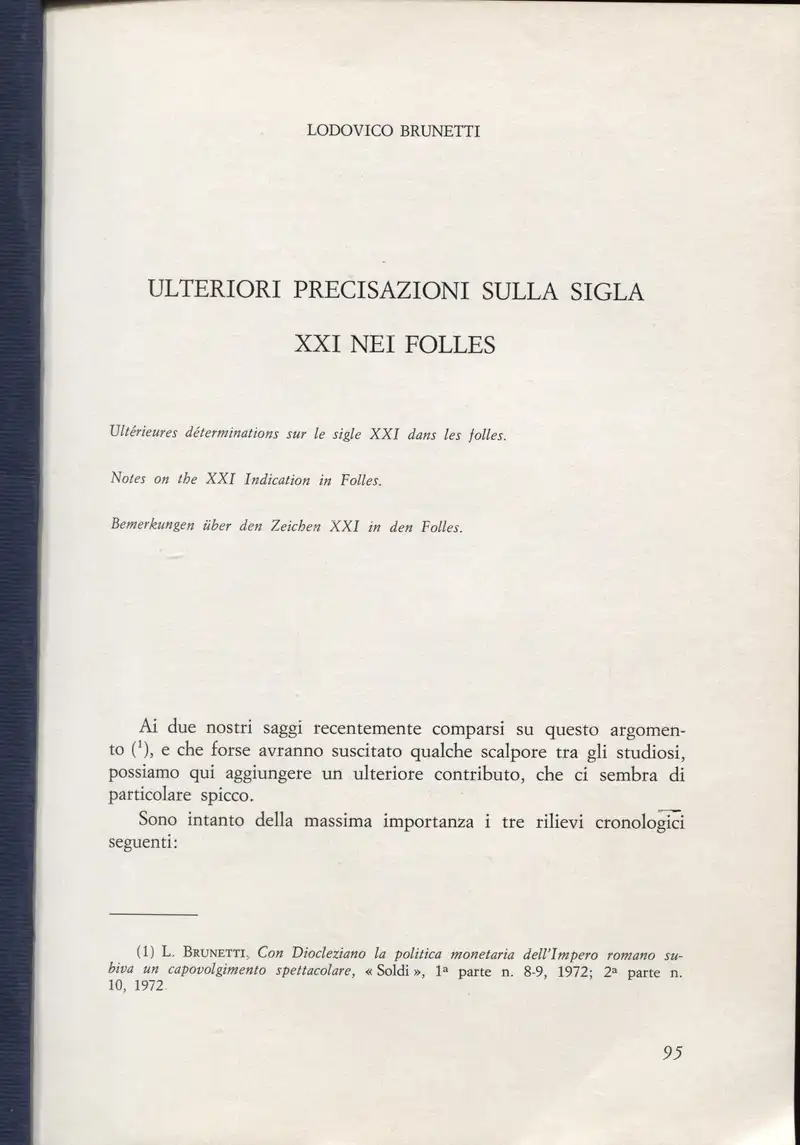 LODOVICO BRUNETTI
ULTERIORI PRECISAZIONI SULLA SIGLA
XXI NEI FOLLES
Ultérieures déterminations sur le sigle XXI dans les folles.
Notes on the XXI Indication in Folles.
Bemerkungen über den Zeichen XXI in den Folles.
Ai due nostri saggi recentemente comparsi su questo argomen-
to (¹), e che forse avranno suscitato qualche scalpore tra gli studiosi,
possiamo qui aggiungere un ulteriore contributo, che ci sembra di
particolare spicco.
Sono intanto della massima importanza i tre rilievi cronologici
seguenti:
(1) L. BRUNETTI, Con Diocleziano la politica monetaria dell'Impero romano su-
biva un capovolgimento spettacolare, « Soldi », 1ª parte n. 8-9, 1972; 2ª parte n.
10, 1972.
95